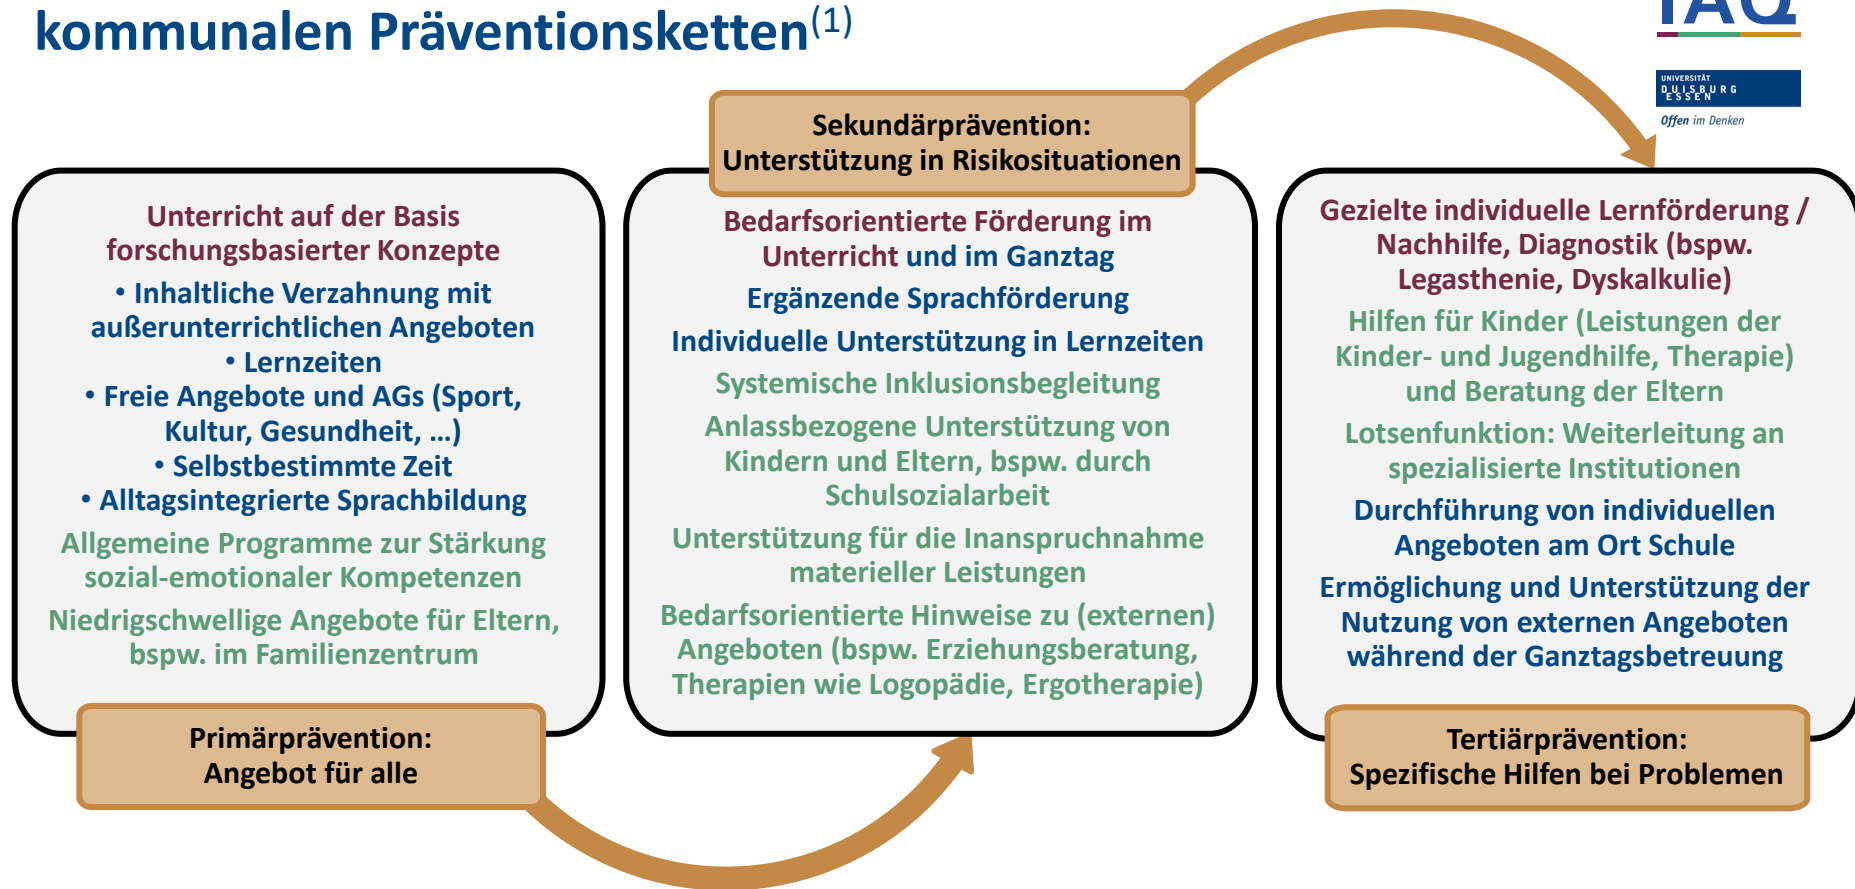 kommunalen Präventionsketten(1)
IAQ
UNIVERSITÄT
DUISBURG
ESSEN
Offen im Denken
Unterricht auf der Basis
forschungsbasierter Konzepte
• Inhaltliche Verzahnung mit
außerunterrichtlichen Angeboten
• Lernzeiten
• Freie Angebote und AGs (Sport,
Kultur, Gesundheit, …)
• Selbstbestimmte Zeit
• Alltagsintegrierte Sprachbildung
Allgemeine Programme zur Stärkung
sozial-emotionaler Kompetenzen
Niedrigschwellige Angebote für Eltern,
bspw. im Familienzentrum
Primärprävention:
Angebot für alle
Sekundärprävention:
Unterstützung in Risikosituationen
Bedarfsorientierte Förderung im
Unterricht und im Ganztag
Ergänzende Sprachförderung
Individuelle Unterstützung in Lernzeiten
Systemische Inklusionsbegleitung
Anlassbezogene Unterstützung von
Kindern und Eltern, bspw. durch
Schulsozialarbeit
Unterstützung für die Inanspruchnahme
materieller Leistungen
Bedarfsorientierte Hinweise zu (externen)
Angeboten (bspw. Erziehungsberatung,
Therapien wie Logopädie, Ergotherapie)
Gezielte individuelle Lernförderung /
Nachhilfe, Diagnostik (bspw.
Legasthenie, Dyskalkulie)
Hilfen für Kinder (Leistungen der
Kinder- und Jugendhilfe, Therapie)
und Beratung der Eltern
Lotsenfunktion: Weiterleitung an
spezialisierte Institutionen
Durchführung von individuellen
Angeboten am Ort Schule
Ermöglichung und Unterstützung der
Nutzung von externen Angeboten
während der Ganztagsbetreuung
Tertiärprävention:
Spezifische Hilfen bei Problemen